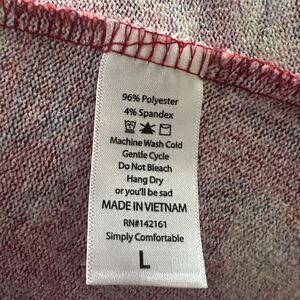 96% Polyester
4% Spandex
Machine Wash Cold
Gentle Cycle
Do Not Bleach
Hang Dry
or you'll be sad
MADE IN VIETNAM
RN#142161
Simply Comfortable
L